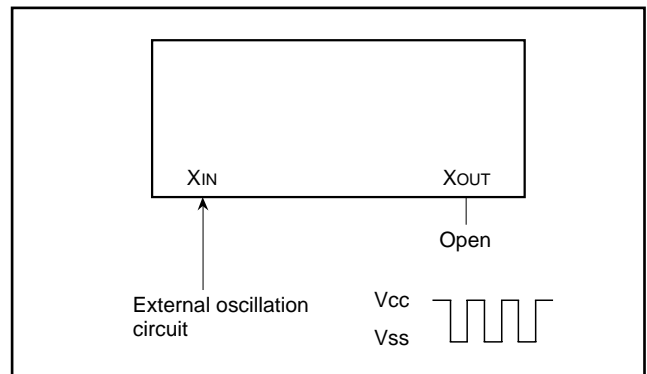 XIN XOUT
Open
External oscillation
circuit
Vcc
Vss